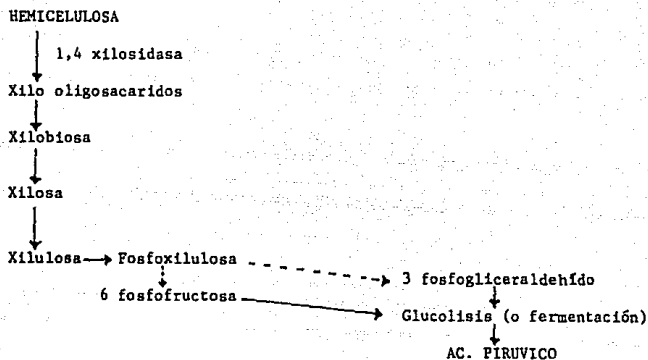 HEMICELULOSA
1,4 xilosidasa
Xilo oligosacaridos
Xilobiosa
Xilosa
Xilulosa Fosfoxilulosa
3 fosfogliceraldehído
6 fosfofructosa
Glucolisis (o fermentación)
AC. PIRUVICO